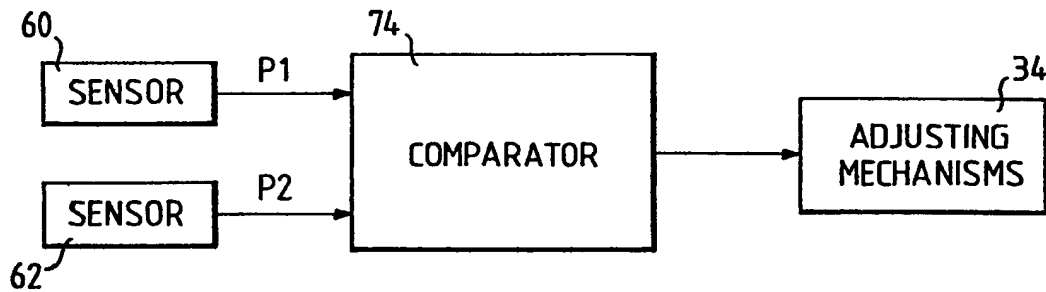 60
SENSOR
P1
74
COMPARATOR
34
ADJUSTING
MECHANISMS
SENSOR
P2
62